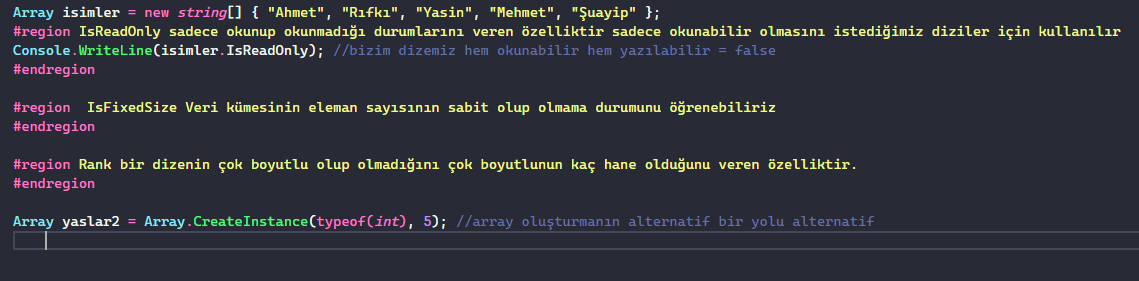 Array isimler = new string[] { "Ahmet", "Rıfkı", "Yasin", "Mehmet", "Şuayip" };
#region IsReadOnly sadece okunup okunmadığı durumlarını veren özelliktir sadece okunabilir olmasını istediğimiz diziler için kullanılır
Console.WriteLine(isimler.IsReadOnly); //bizim dizemiz hem okunabilir hem yazılabilir = false
#endregion
#region  IsFixedSize Veri kümesinin eleman sayısının sabit olup olmama durumunu öğrenebiliriz
#endregion
#region Rank bir dizenin çok boyutlu olup olmadığını çok boyutlunun kaç hane olduğunu veren özelliktir.
#endregion
Array yaslar2 = Array.CreateInstance(typeof(int), 5); //array oluşturmanın alternatif bir yolu alternatif